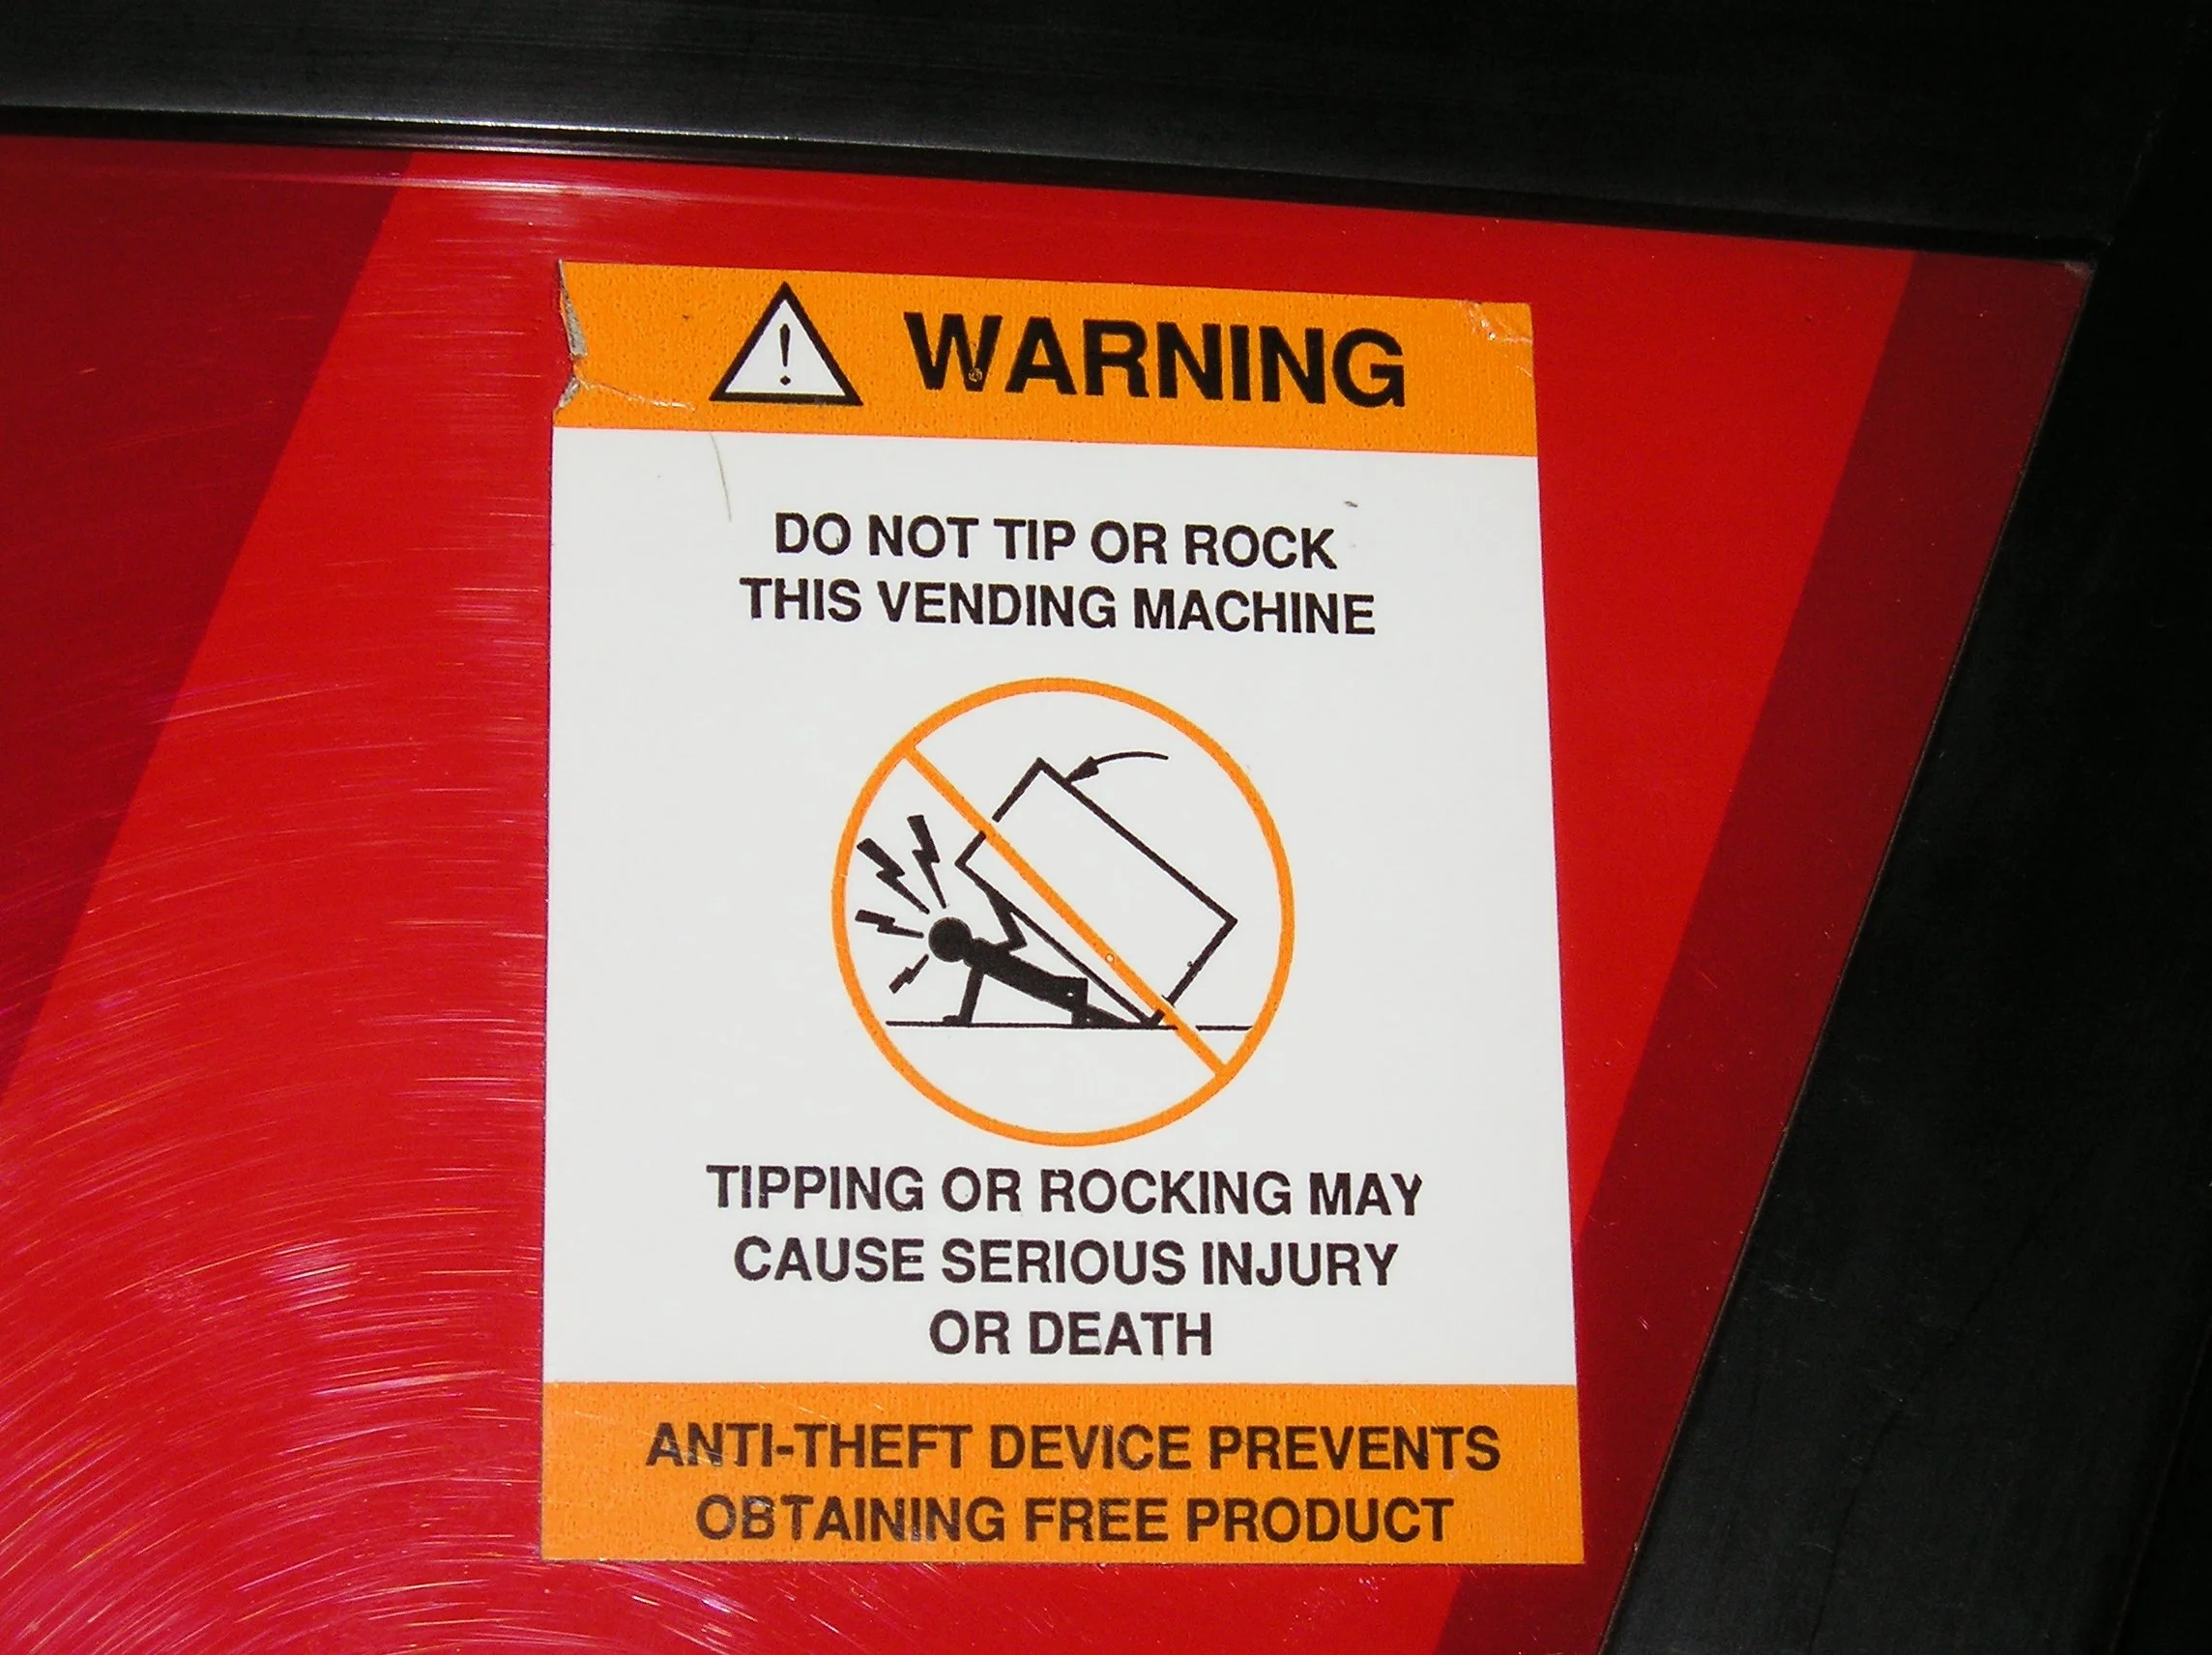 WARNING
DO NOT TIP OR ROCK
THIS VENDING MACHINE
TIPPING OR ROCKING MAY
CAUSE SERIOUS INJURY
OR DEATH
ANTI-THEFT DEVICE PREVENTS
OBTAINING FREE PRODUCT